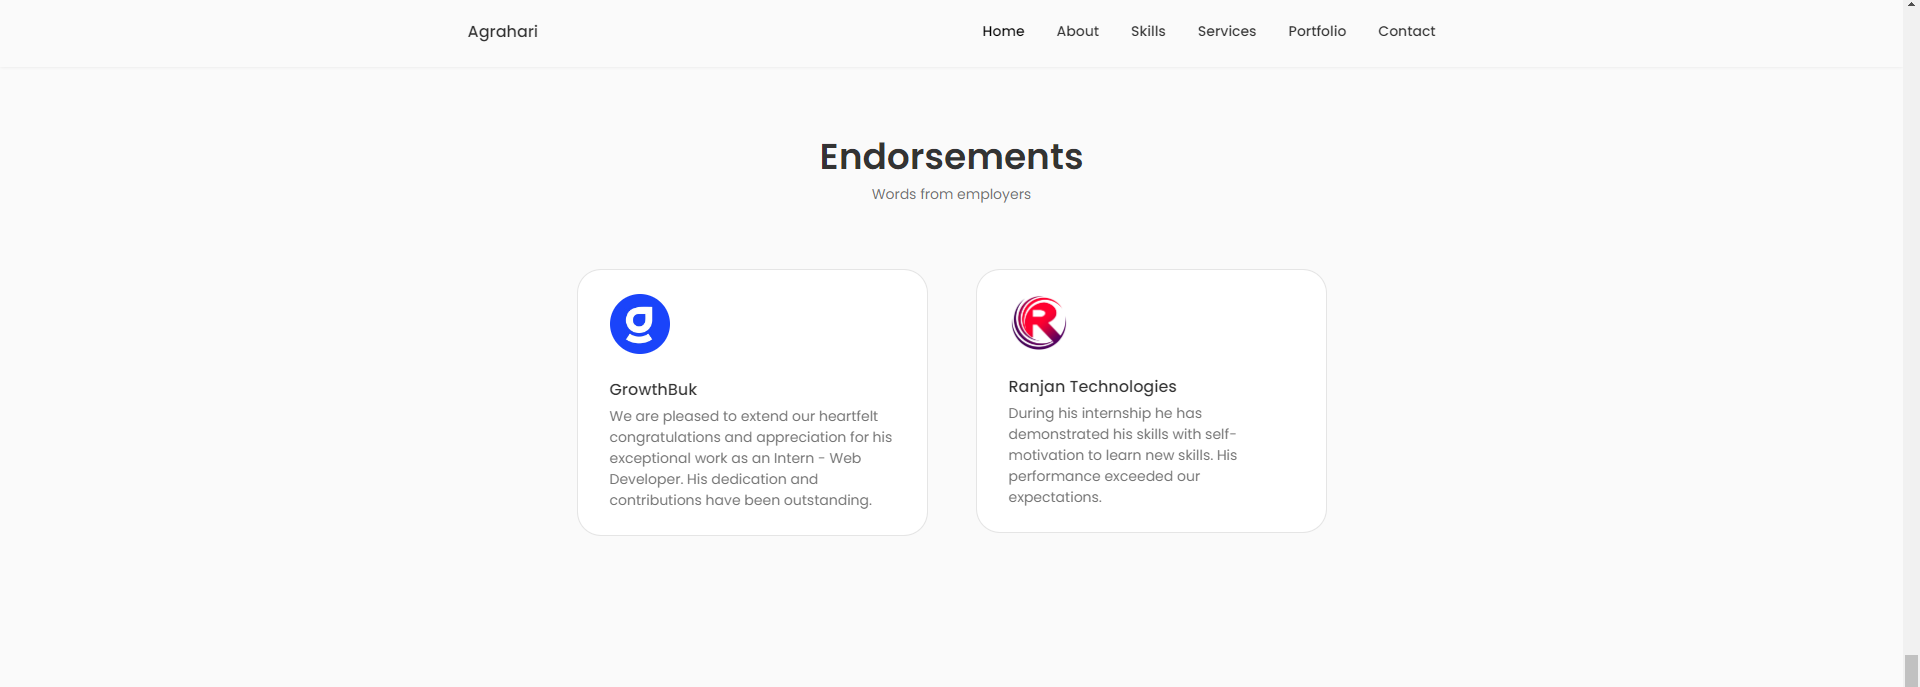 Agrahari
Home About Skills Services Portfolio Contact
Endorsements
Words from employers
g
GrowthBuk
We are pleased to extend our heartfelt
congratulations and appreciation for his
exceptional work as an Intern - Web
Developer. His dedication and
contributions have been outstanding.
R
Ranjan Technologies
During his internship he has
demonstrated his skills with self-
motivation to learn new skills. His
performance exceeded our
expectations.